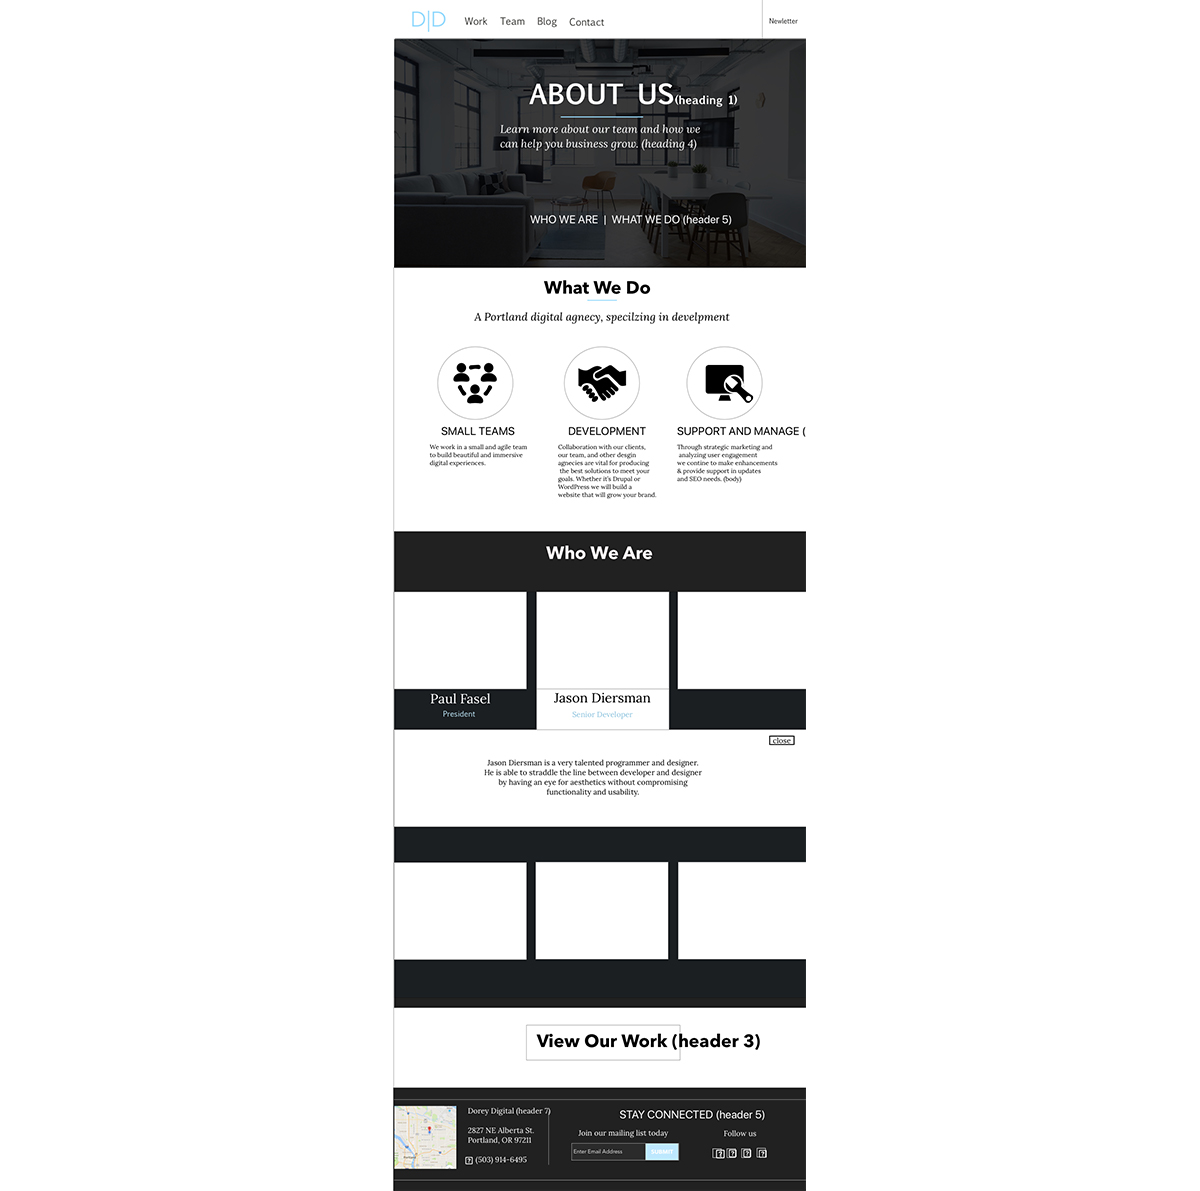 D|D Work Team Blog Contact Newletter
ABOUT US(heading 1)
Learn more about our team and how we
can help you business grow. (heading 4)
WHO WE ARE | WHAT WE DO (header 5)
What We Do
A Portland digital agnecy, specilzing in develpment
SMALL TEAMS
We work in a small and agile team
to build beautiful and immersive
digital experiences.
DEVELOPMENT
Collaboration with our clients,
our team, and other desgin
agnecies are vital for producing
the best solutions to meet your
goals. Whether it's Drupal or
WordPress we will build a
website that will grow your brand.
SUPPORT AND MANAGE (
Through strategic marketing and
analyzing user engagement
we contine to make enhancements
& provide support in updates
and SEO needs. (body)
Who We Are
Paul Fasel
President
Jason Diersman
Senior Developer
close
Jason Diersman is a very talented programmer and designer.
He is able to straddle the line between developer and designer
by having an eye for aesthetics without compromising
functionality and usability.
View Our Work (header 3)
Dorey Digital (header 7)
2827 NE Alberta St.
Portland, OR 97211
(503) 914-6495
STAY CONNECTED (header 5)
Join our mailing list today
Enter Email Address SUBMIT
Follow us